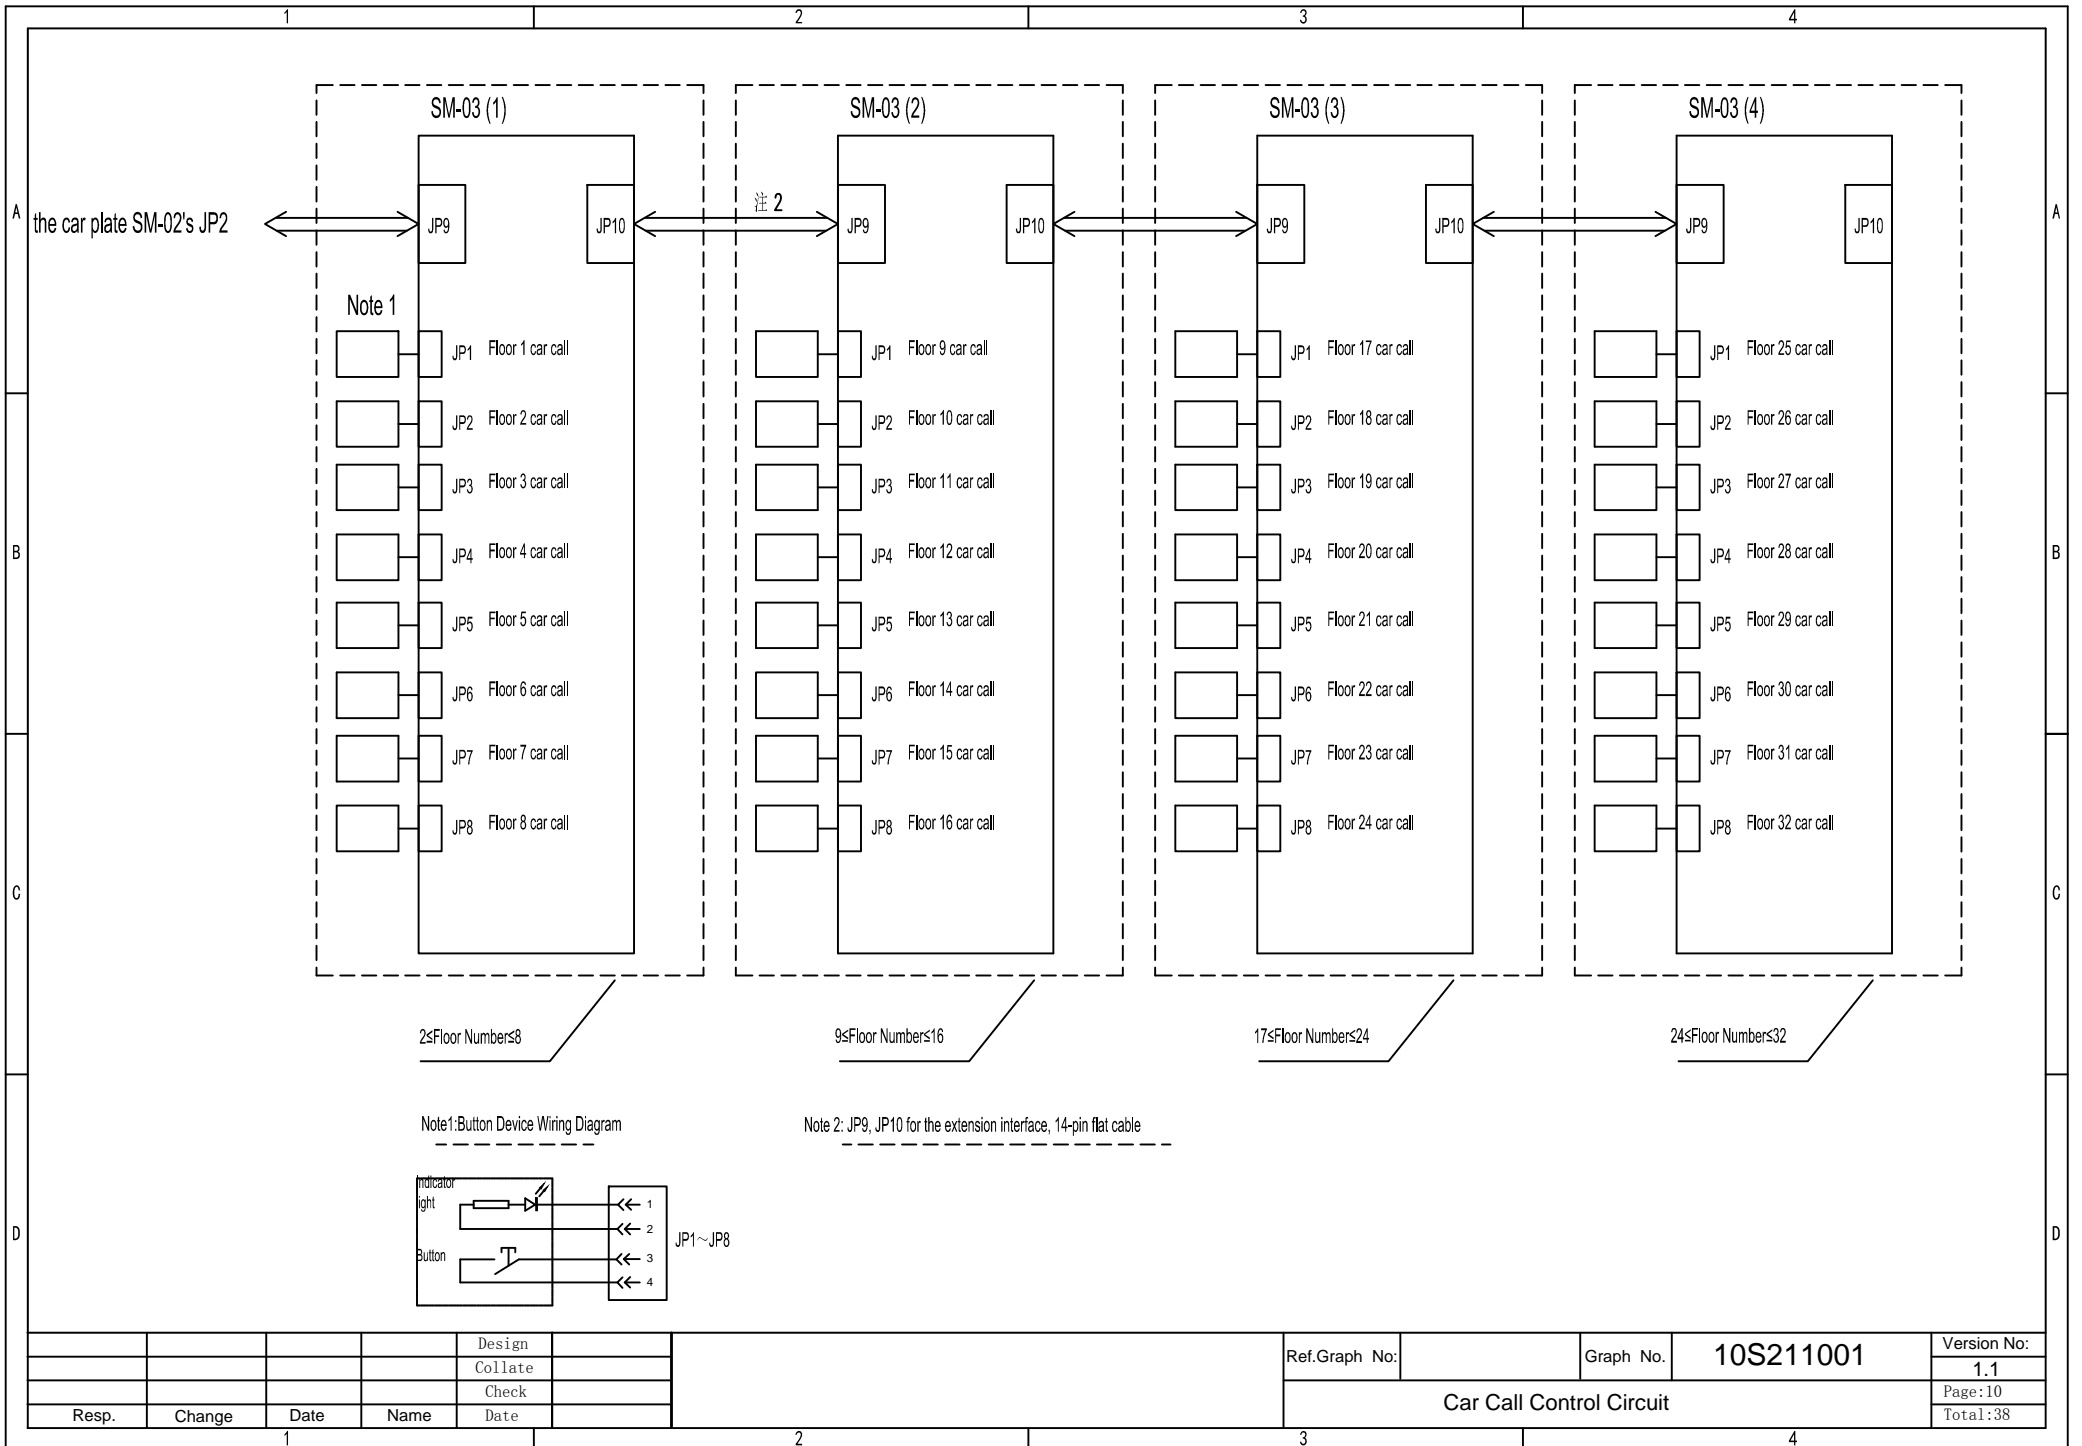 1 2 3 4
SM-03 (1) SM-03 (2) SM-03 (3) SM-03 (4)
注 2
A the car plate SM-02's JP2 JP9 JP10 JP9 JP10 JP9 JP10 JP9 JP10 A
Note 1
JP1 Floor 1 car call JP1 Floor 9 car call JP1 Floor 17 car call JP1 Floor 25 car call
JP2 Floor 2 car call JP2 Floor 10 car call JP2 Floor 18 car call JP2 Floor 26 car call
JP3 Floor 3 car call JP3 Floor 11 car call JP3 Floor 19 car call JP3 Floor 27 car call
B JP4 Floor 4 car call JP4 Floor 12 car call JP4 Floor 20 car call JP4 Floor 28 car call B
JP5 Floor 5 car call JP5 Floor 13 car call JP5 Floor 21 car call JP5 Floor 29 car call
JP6 Floor 6 car call JP6 Floor 14 car call JP6 Floor 22 car call JP6 Floor 30 car call
JP7 Floor 7 car call JP7 Floor 15 car call JP7 Floor 23 car call JP7 Floor 31 car call
JP8 Floor 8 car call JP8 Floor 16 car call JP8 Floor 24 car call JP8 Floor 32 car call
C C
2≤Floor Number≤8 9≤Floor Number≤16 17≤Floor Number≤24 24≤Floor Number≤32
Note1:Button Device Wiring Diagram Note 2: JP9, JP10 for the extension interface, 14-pin flat cable
Indicator
light 1
2
D JP1～JP8 D
Button 3
4
Design
Collate
Check
Resp. Change Date Name Date
Ref.Graph No: Graph No. 10S211001 Version No:
1.1
Car Call Control Circuit Page:10
Total:38
1 2 3 4